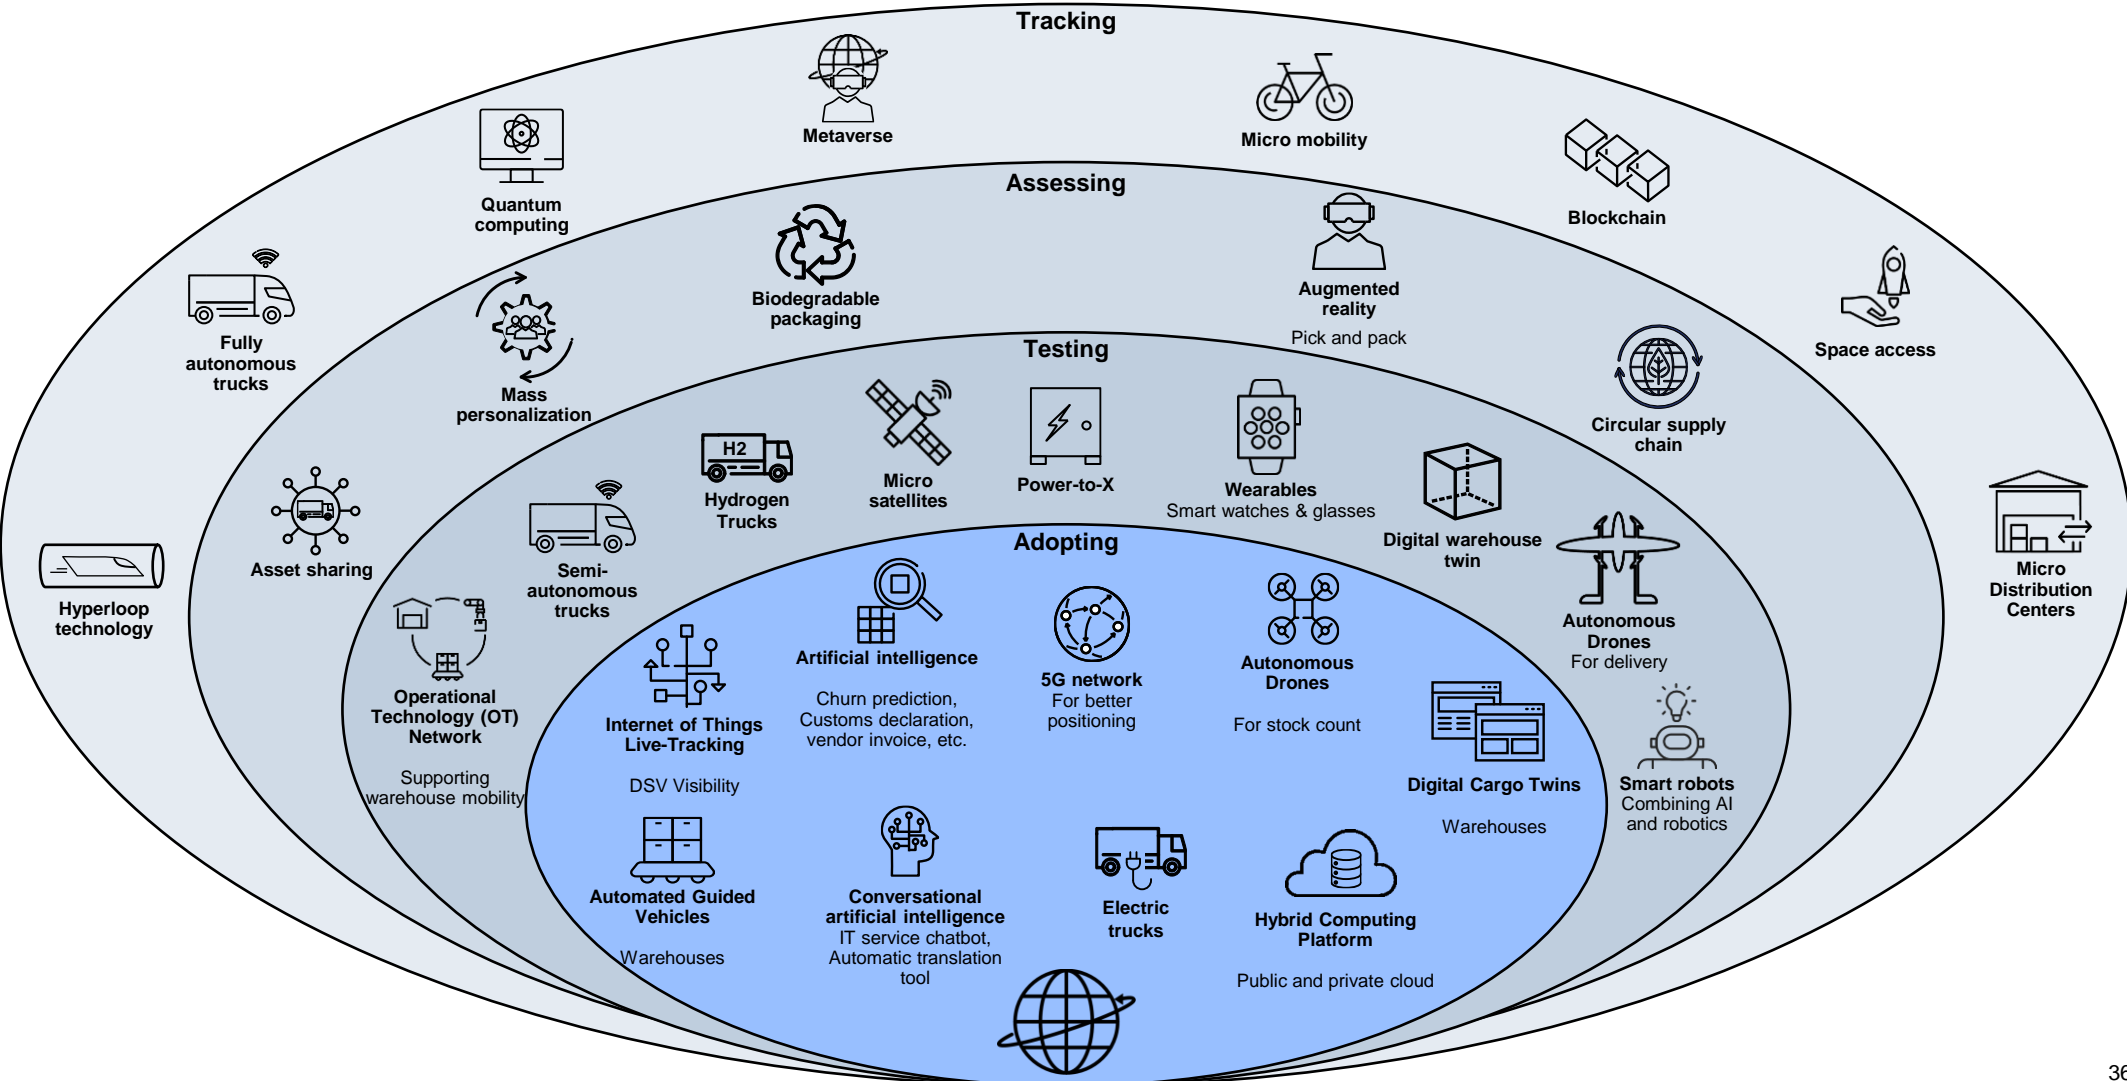 Tracking
Metaverse
Micro mobility
Quantum
computing
Blockchain
Fully
autonomous
trucks
Space access
Hyperloop
technology
Micro
Distribution
Centers
Assessing
Biodegradable
packaging
Augmented
reality
Pick and pack
Mass
personalization
Circular supply
chain
Asset sharing
Testing
H2
Hydrogen
Trucks
Micro
satellites
Power-to-X
Wearables
Smart watches & glasses
Digital warehouse
twin
Semi-
autonomous
trucks
Autonomous
Drones
For delivery
Operational
Technology (OT)
Network
Supporting
warehouse mobility
Smart robots
Combining AI
and robotics
Adopting
Artificial intelligence
Churn prediction,
Customs declaration,
vendor invoice, etc.
5G network
For better
positioning
Autonomous
Drones
For stock count
Internet of Things
Live-Tracking
DSV Visibility
Digital Cargo Twins
Warehouses
Automated Guided
Vehicles
Warehouses
Conversational
artificial intelligence
IT service chatbot,
Automatic translation
tool
Electric
trucks
Hybrid Computing
Platform
Public and private cloud
36